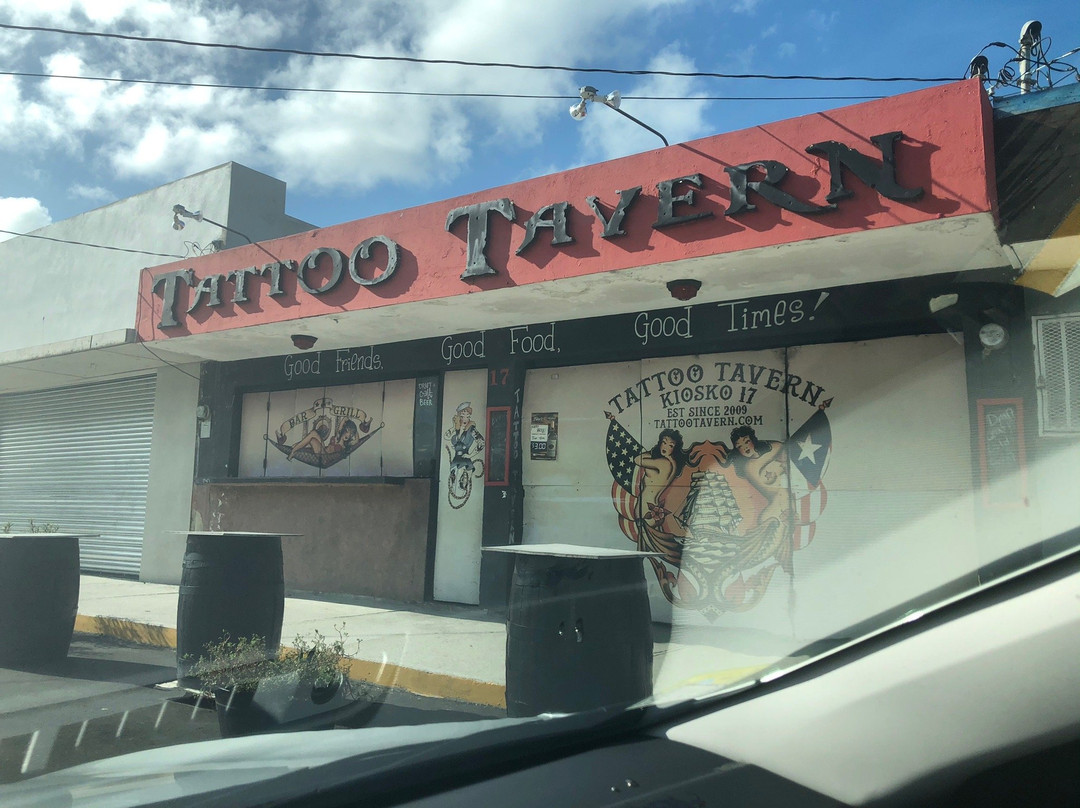 TATTOO TAVERN
Good Friends,
Good Food,
Good Times!
BAR & GRILL
17
TATTOO
TATTOO TAVERN
KIOSKO 17
EST SINCE 2009
TATTOOTAVERN.COM